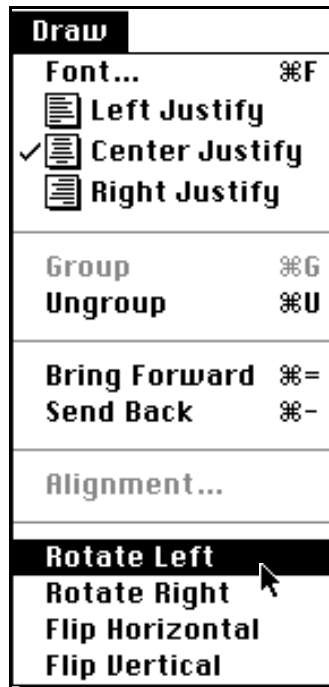 Draw
Font... ⌘F
Left Justify
✓ Center Justify
Right Justify
Group ⌘G
Ungroup ⌘U
Bring Forward ⌘=
Send Back ⌘-
Alignment...
Rotate Left
Rotate Right
Flip Horizontal
Flip Vertical